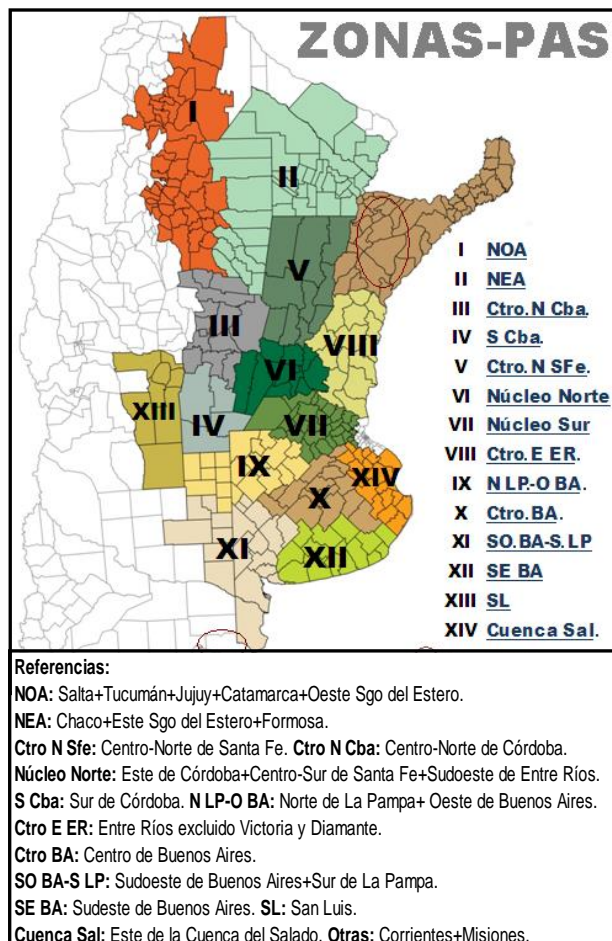 ZONAS-PAS
I
II
V
III
VIII
VI
XIII
IV
VII
IX
XIV
X
XI
XII
I NOA
II NEA
III Ctro.N Cba.
IV S Cba.
V Ctro.N SFe.
VI Núcleo Norte
VII Núcleo Sur
VIII Ctro.E ER.
IX N LP.-O BA.
X Ctro.BA.
XI SO.BA-S.LP
XII SE BA
XIII SL
XIV Cuenca Sal.
Referencias:
NOA: Salta+Tucumán+Jujuy+Catamarca+Oeste Sgo del Estero.
NEA: Chaco+Este Sgo del Estero+Formosa.
Ctro N Sfe: Centro-Norte de Santa Fe. Ctro N Cba: Centro-Norte de Córdoba.
Núcleo Norte: Este de Córdoba+Centro-Sur de Santa Fe+Sudoeste de Entre Ríos.
S Cba: Sur de Córdoba. N LP-O BA: Norte de La Pampa+ Oeste de Buenos Aires.
Ctro E ER: Entre Ríos excluido Victoria y Diamante.
Ctro BA: Centro de Buenos Aires.
SO BA-S LP: Sudoeste de Buenos Aires+Sur de La Pampa.
SE BA: Sudeste de Buenos Aires. SL: San Luis.
Cuenca Sal: Este de la Cuenca del Salado. Otras: Corrientes+Misiones.